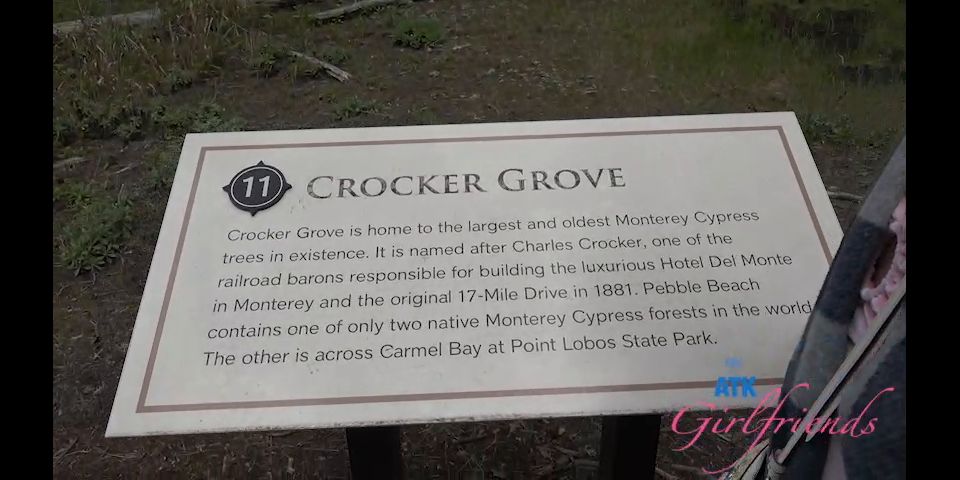 11 CROCKER GROVE
Crocker Grove is home to the largest and oldest Monterey Cypress
trees in existence. It is named after Charles Crocker, one of the
railroad barons responsible for building the luxurious Hotel Del Monte
in Monterey and the original 17-Mile Drive in 1881. Pebble Beach
contains one of only two native Monterey Cypress forests in the world
The other is across Carmel Bay at Point Lobos State Park.
ATK
Girlfriends